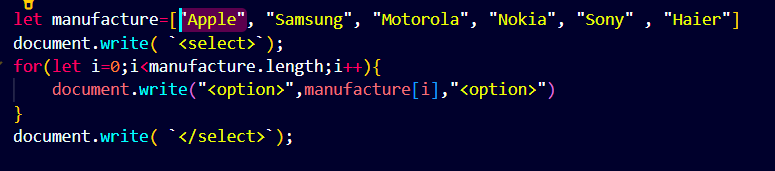 let manufacture=["Apple", "Samsung", "Motorola", "Nokia", "Sony" , "Haier"]
document.write( `<select>`);
for(let i=0;i<manufacture.length;i++){
    document.write("<option>",manufacture[i],"<option>")
}
document.write( `</select>`);